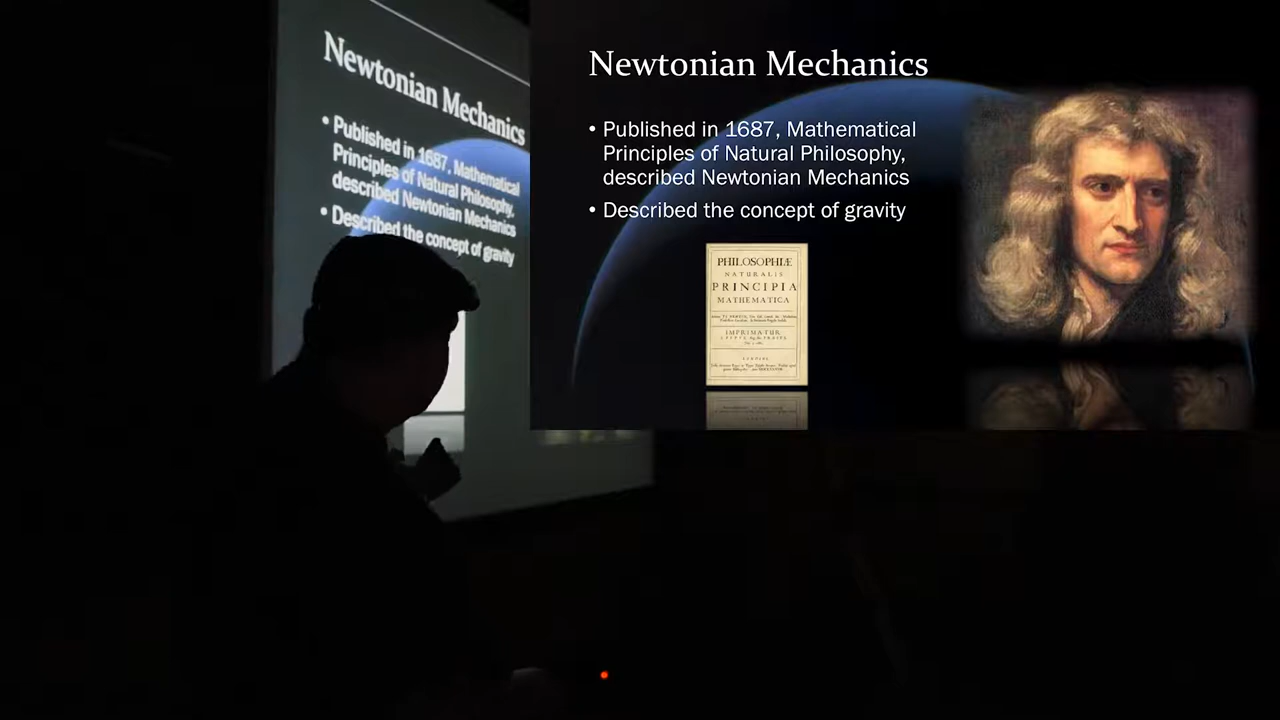 Newtonian Mechanics
• Published in 1687, Mathematical
Principles of Natural Philosophy,
described Newtonian Mechanics
• Described the concept of gravity
Newtonian Mechanics
• Published in 1687, Mathematical
Principles of Natural Philosophy,
described Newtonian Mechanics
• Described the concept of gravity
PHILOSOPHIÆ
NATURALIS
PRINCIPIA
MATHEMATICA
IMPRIMATUR